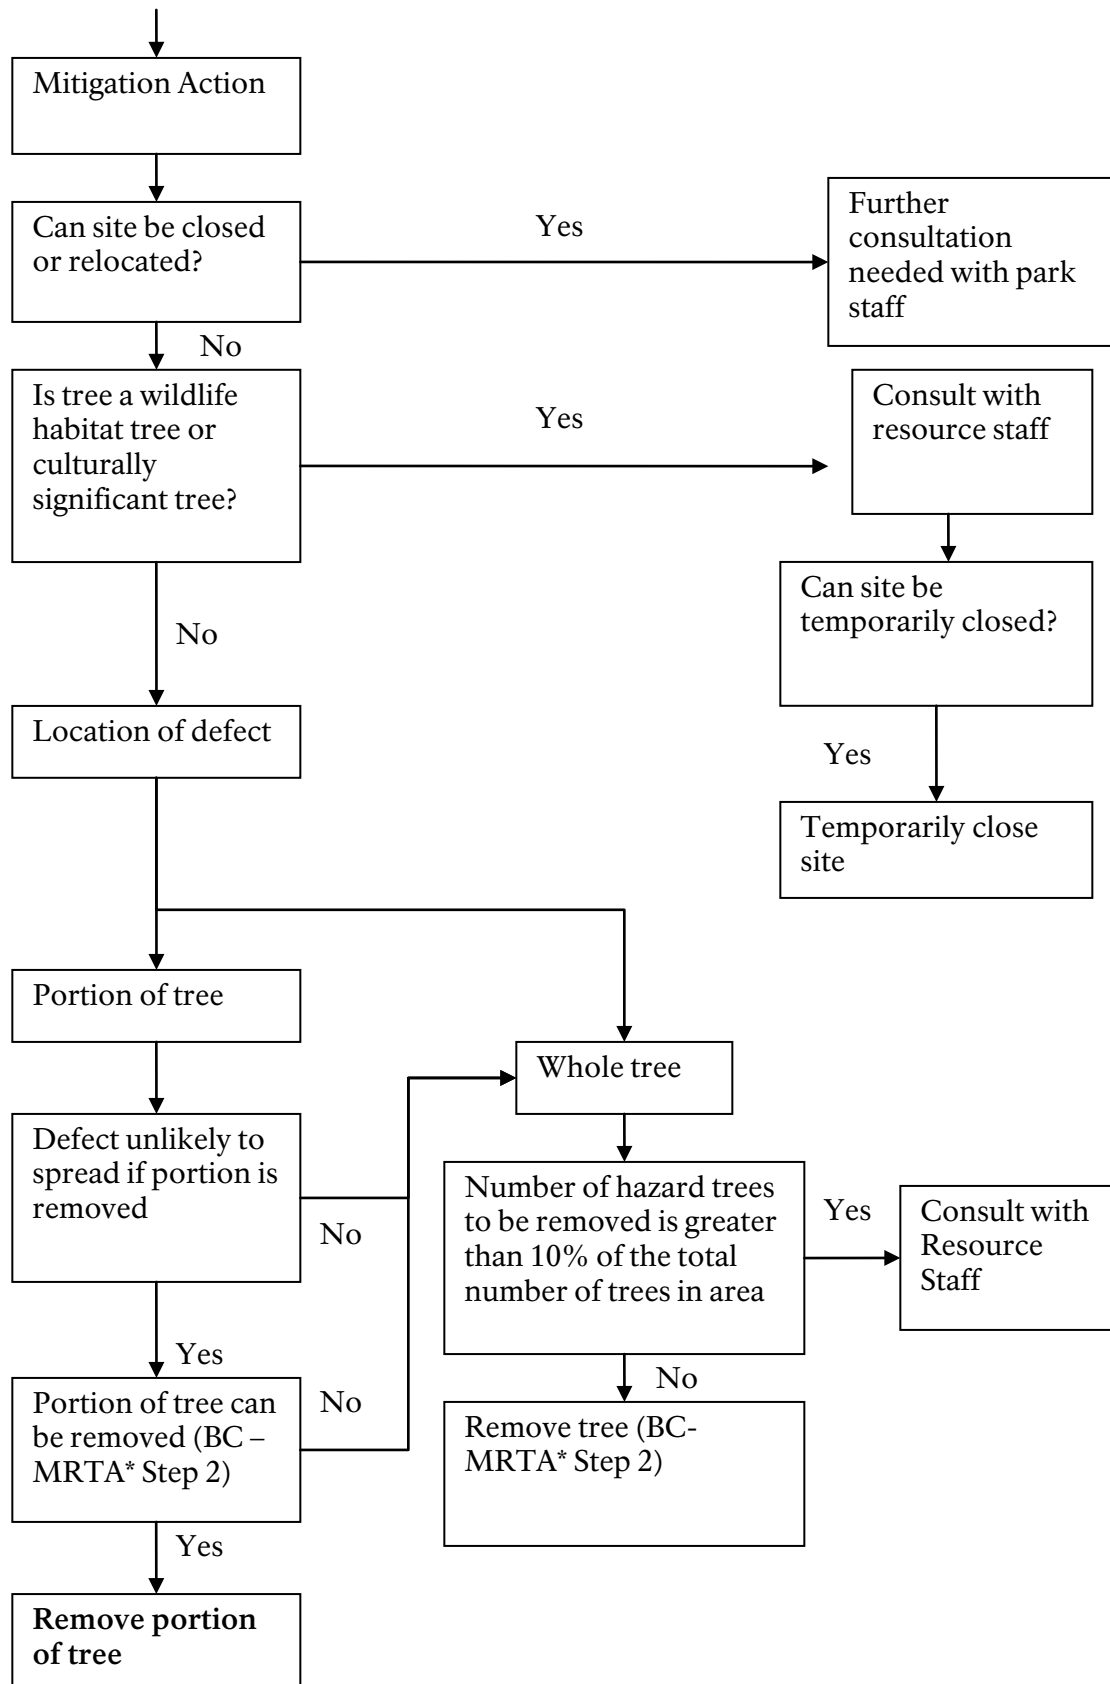 Mitigation Action
Can site be closed
or relocated?
Yes
Further
consultation
needed with park
staff
No
Is tree a wildlife
habitat tree or
culturally
significant tree?
Yes
Consult with
resource staff
Can site be
temporarily closed?
No
Location of defect
Yes
Temporarily close
site
Portion of tree
Whole tree
Defect unlikely to
spread if portion is
removed
No
Number of hazard trees
to be removed is greater
than 10% of the total
number of trees in area
Yes
Consult with
Resource
Staff
Yes
Portion of tree can
be removed (BC –
MRTA* Step 2)
No
No
Remove tree (BC-
MRTA* Step 2)
Yes
Remove portion
of tree